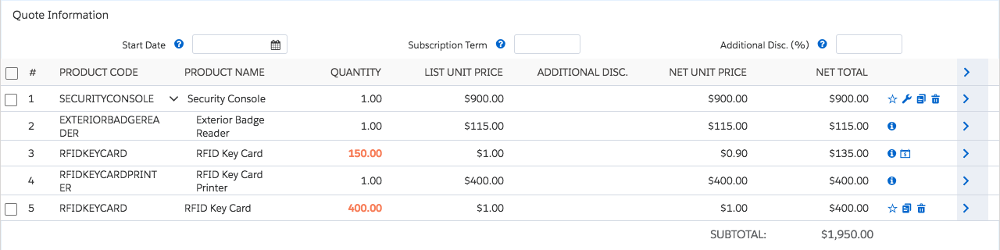 Quote Information
Start Date
Subscription Term
Additional Disc. (%)
# PRODUCT CODE PRODUCT NAME QUANTITY LIST UNIT PRICE ADDITIONAL DISC. NET UNIT PRICE NET TOTAL
1 SECURITYCONSOLE Security Console 1.00 $900.00 $900.00 $900.00
2 EXTERIORBADGEREA Exterior Badge 1.00 $115.00 $115.00 $115.00
DER Reader
3 RFIDKEYCARD RFID Key Card 150.00 $1.00 $0.90 $135.00
4 RFIDKEYCARDPRINT RFID Key Card 1.00 $400.00 $400.00 $400.00
ER Printer
5 RFIDKEYCARD RFID Key Card 400.00 $1.00 $1.00 $400.00
SUBTOTAL: $1,950.00